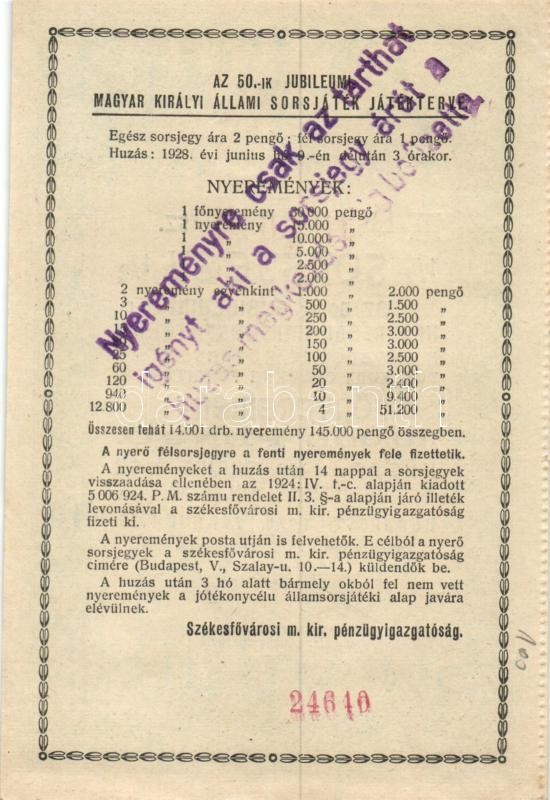 AZ 50.-IK JUBILEUMI
MAGYAR KIRÁLYI ÁLLAMI SORSJÁTÉK JÁTÉKTERVE.
Egész sorsjegy ára 2 pengő; fél sorsjegy ára 1 pengő.
Huzás: 1928. évi junius hó 9.-én délután 3 órakor.
NYEREMÉNYEK:
1 főnyeremény 30.000 pengő
1 nyeremény 15.000 „
1 „ 10.000 „
1 „ 5.000 „
„ 2.500 „
„ 2.000 „
2 nyeremény egyenkint 1.000 „ 2.000 pengő
3 „ „ 500 „ 1.500 „
„ „ 250 „ 2.500 „
„ „ 200 „ 3.000 „
„ „ 150 „ 3.000 „
25 „ „ 100 „ 2.500 „
60 „ „ 50 „ 3.000 „
120 „ „ 20 „ 2.400 „
940 „ „ 10 „ 9.400 „
12.800 „ „ 4 „ 51.200 „
Összesen tehát 14.001 drb. nyeremény 145.000 pengő összegben.
A nyerő félsorsjegyre a fenti nyeremények fele fizettetik.
A nyereményeket a huzás után 14 nappal a sorsjegyek
visszaadása ellenében az 1924: IV. t.-c. alapján kiadott
5 006 924. P. M. számu rendelet II. 3. §-a alapján járó illeték
levonásával a székesfővárosi m. kir. pénzügyigazgatóság
fizeti ki.
A nyeremények posta utján is felvehetők. E célból a nyerő
sorsjegyek a székesfővárosi m. kir. pénzügyigazgatóság
címére (Budapest, V., Szalay-u. 10.—14.) küldendők be.
A huzás után 3 hó alatt bármely okból fel nem vett
nyeremények a jótékonycélu államsorsjátéki alap javára
elévülnek.
Székesfővárosi m. kir. pénzügyigazgatóság.
24610
100
Nyereményre csak az tarthat
igényt aki a sorsjegy árát a
huzás
darabanth